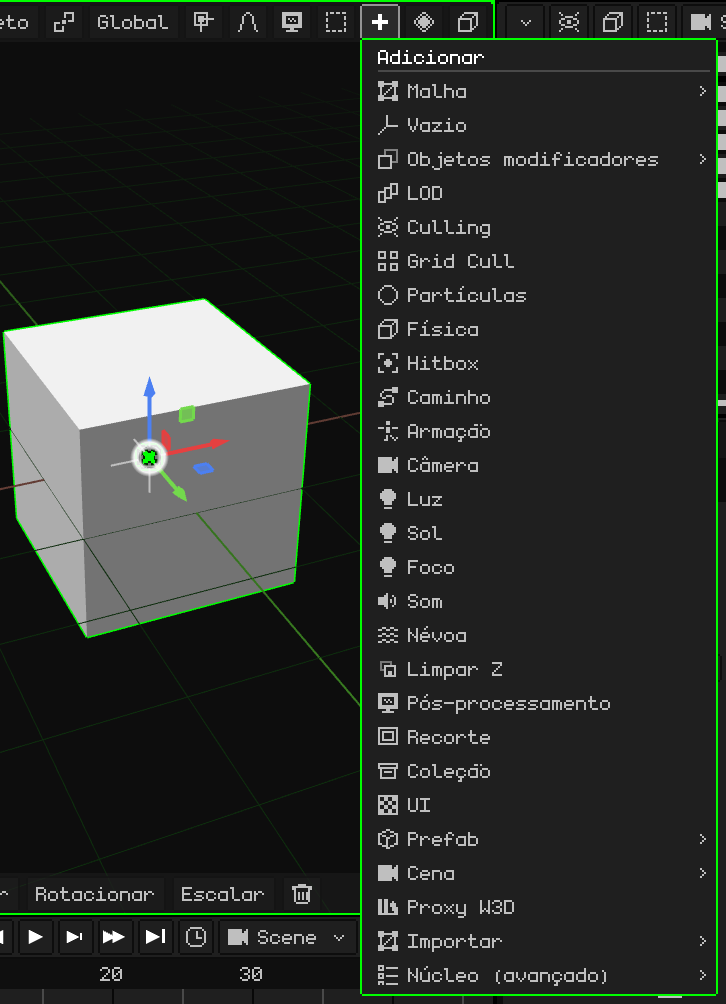 eto
Global
Adicionar
Malha
Vazio
Objetos modificadores
LOD
Culling
Grid Cull
Partículas
Física
Hitbox
Caminho
Armação
Câmera
Luz
Sol
Foco
Som
Névoa
Limpar Z
Pós-processamento
Recorte
Coleção
UI
Prefab
Cena
Proxy W3D
Importar
Núcleo (avançado)
Rotacionar
Escalar
Scene
20
30